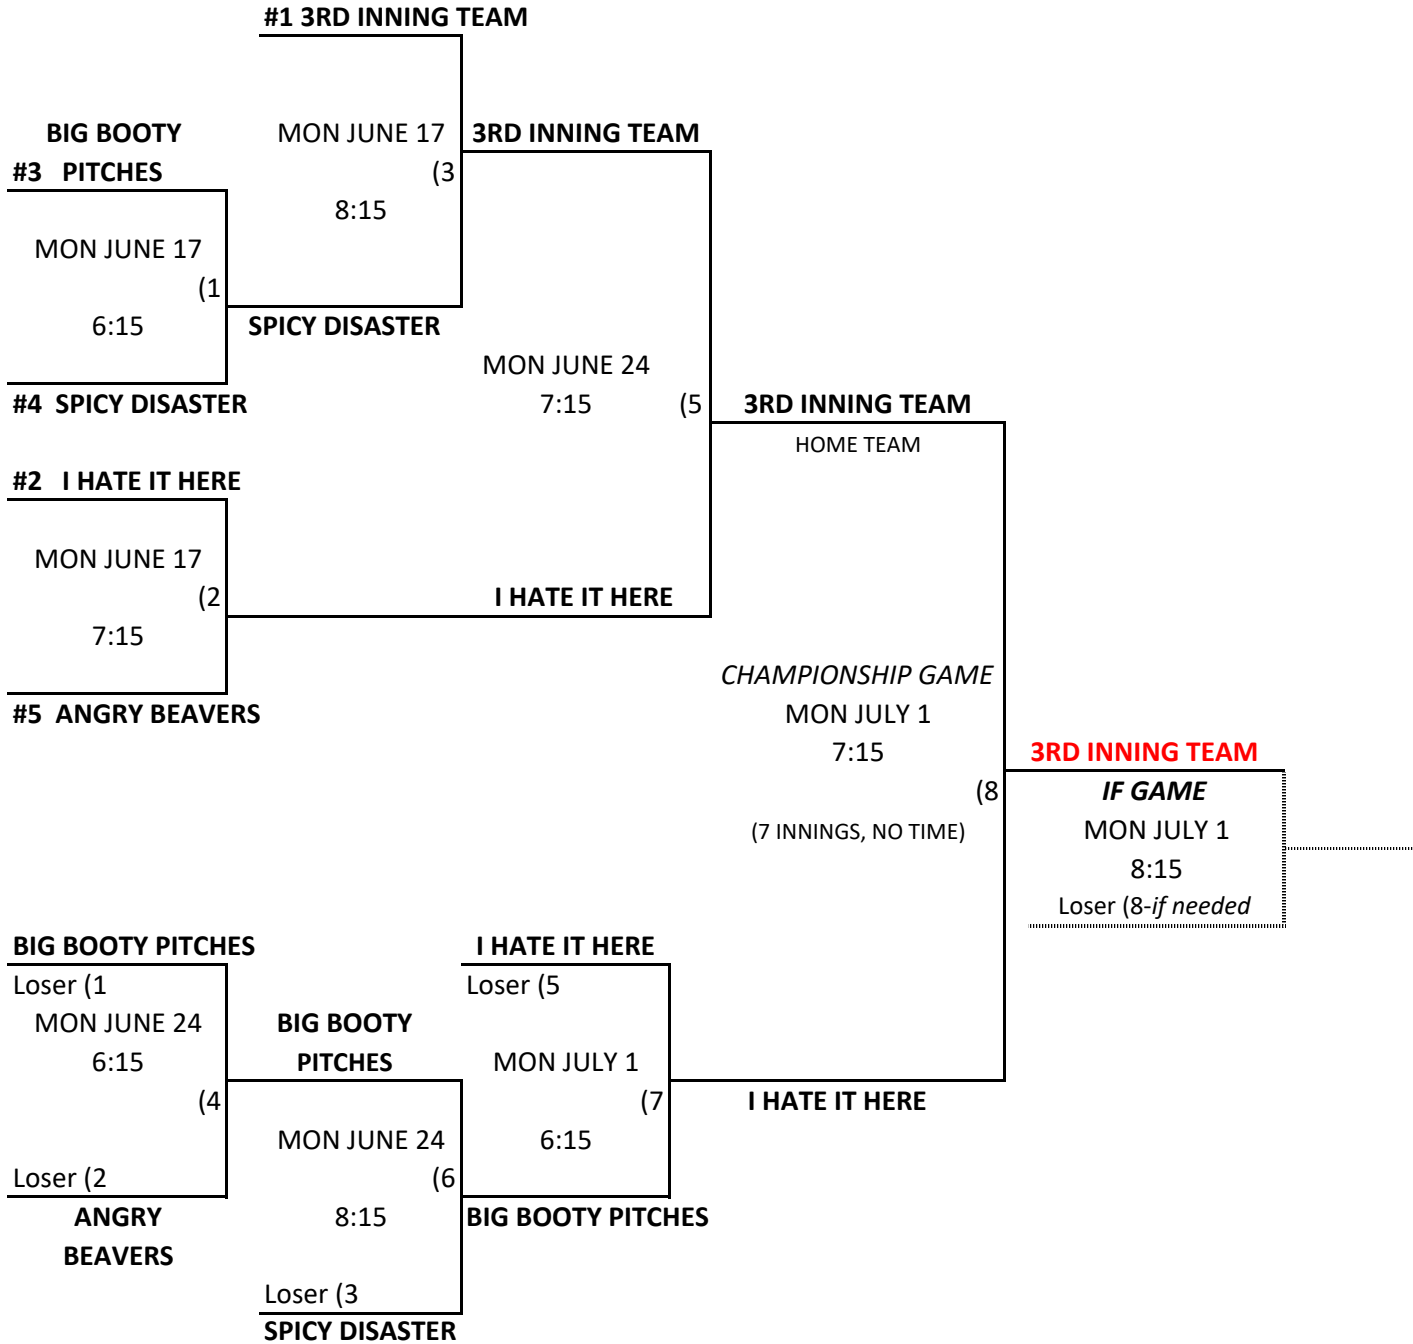 #1 3RD INNING TEAM
BIG BOOTY
#3 PITCHES
MON JUNE 17
(3
8:15
3RD INNING TEAM
MON JUNE 17
(1
6:15
SPICY DISASTER
#4 SPICY DISASTER
MON JUNE 24
7:15 (5
3RD INNING TEAM
HOME TEAM
#2 I HATE IT HERE
MON JUNE 17
(2
7:15
I HATE IT HERE
#5 ANGRY BEAVERS
CHAMPIONSHIP GAME
MON JULY 1
7:15
(8
(7 INNINGS, NO TIME)
3RD INNING TEAM
IF GAME
MON JULY 1
8:15
Loser (8-if needed
BIG BOOTY PITCHES
Loser (1
MON JUNE 24
6:15
(4
Loser (2
ANGRY
BEAVERS
BIG BOOTY
PITCHES
MON JUNE 24
(6
8:15
Loser (3
SPICY DISASTER
I HATE IT HERE
Loser (5
MON JULY 1
(7
6:15
BIG BOOTY PITCHES
I HATE IT HERE